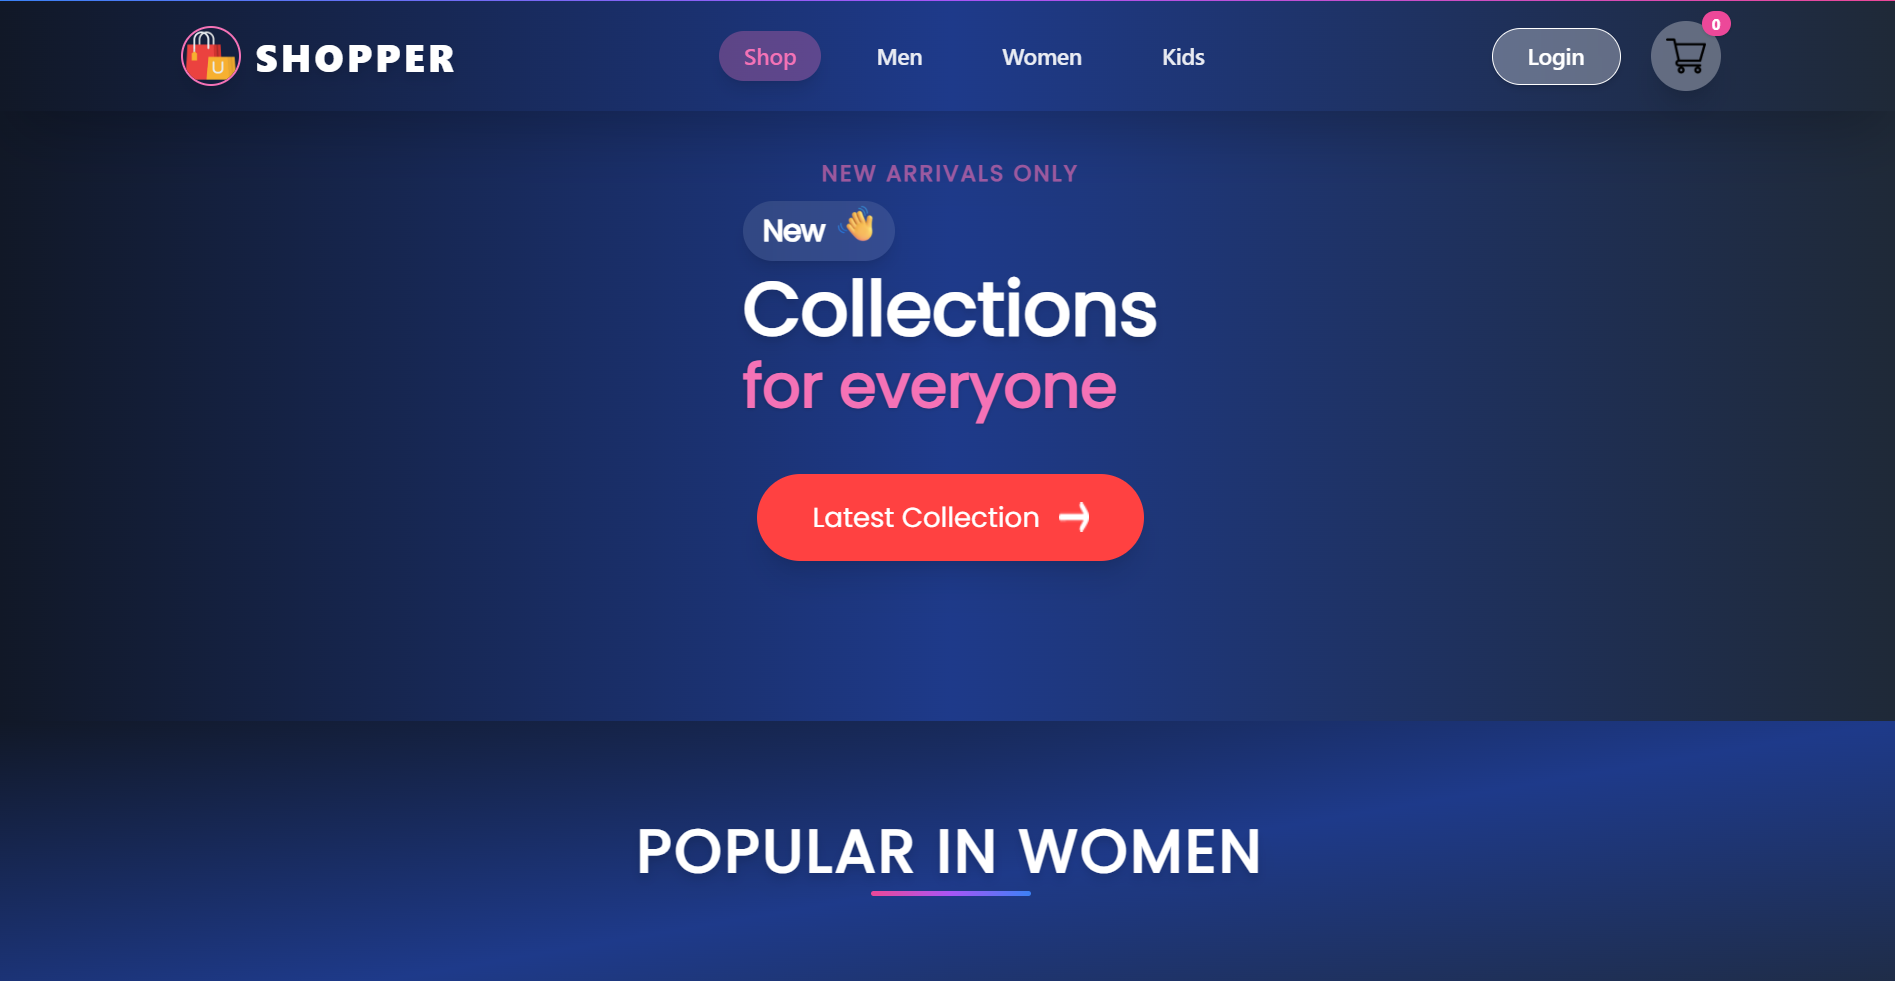 SHOPPER
Shop
Men
Women
Kids
Login
0
NEW ARRIVALS ONLY
New
Collections
for everyone
Latest Collection
POPULAR IN WOMEN